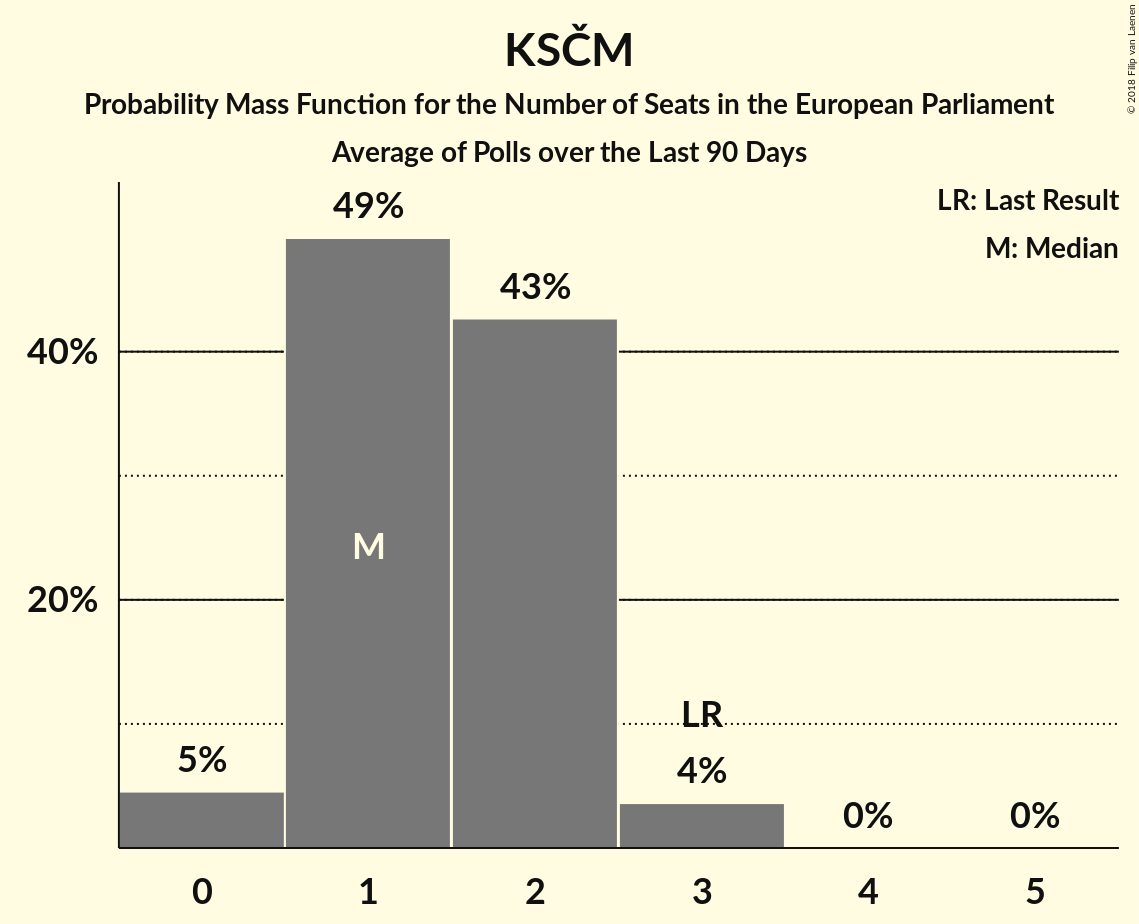 KSČM
Probability Mass Function for the Number of Seats in the European Parliament
Average of Polls over the Last 90 Days
© 2018 Filip van Laenen
LR: Last Result
M: Median
49%
43%
40%
M
20%
LR
5%
4%
0%
0%
0 1 2 3 4 5